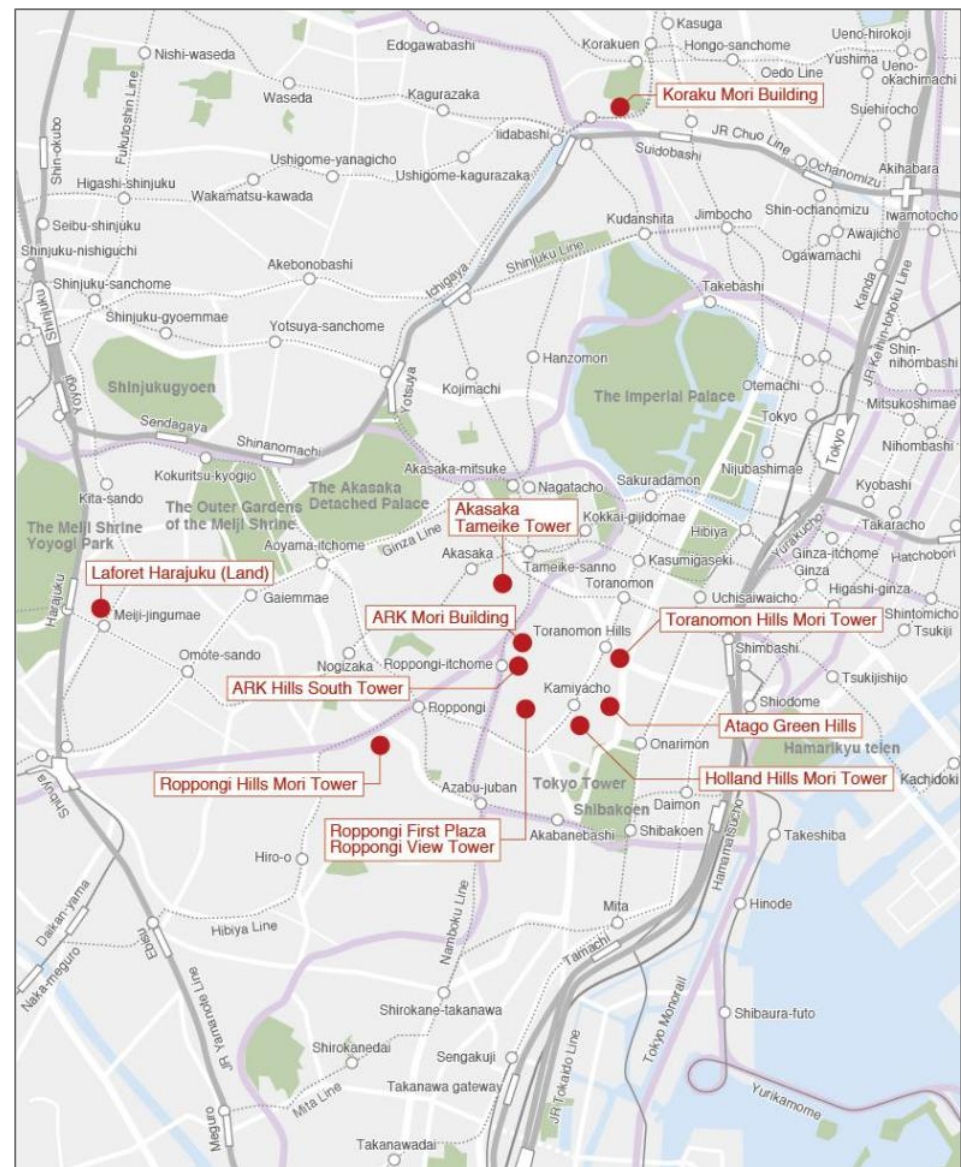 Kasuga
Ueno-hirokoji
Edogawabashi
Korakuen
Hongo-sanchome
Nishi-waseda
Yushima
Ueno-
okachimachi
Oedo Line
Fukutoshin Line
Waseda
Kagurazaka
Koraku Mori Building
Suehirocho
Shin-okubo
Iidabashi
JR Chuo Line
Suidobashi
Ochanomizu
Ushigome-yanagicho
Ushigome-kagurazaka
Akihabara
Higashi-shinjuku
Wakamatsu-kawada
Seibu-shinjuku
Kudanshita
Jimbocho
Shin-ochanomizu
Iwamotocho
Awajicho
Ogawamachi
Shinjuku-nishiguchi
Akebonobashi
Shinjuku Line
Ichigaya
Shinjuku-sanchome
Takebashi
Kanda
JR Keihin-tohoku Line
Shinjuku
Shinjuku-gyoemmae
Yotsuya-sanchome
Hanzomon
Shin-
nihombashi
Yoyogi
Shinjukugyoen
Yotsuya
Kojimachi
The Imperial Palace
Otemachi
Mitsukoshimae
Tokyo
Tokyo
Sendagaya
Shinanomachi
Nihombashi
Kokuritsu-kyogijo
Akasaka-mitsuke
Nijubashimae
Kita-sando
Nagatacho
Sakuradamon
Kyobashi
The Meiji Shrine
Yoyogi Park
The Outer Gardens
of the Meiji Shrine
The Akasaka
Detached Palace
Akasaka
Tameike Tower
Kokkai-gijidomae
Hibiya
Yurakucho
Takaracho
Aoyama-itchome
Ginza Line
Akasaka
Tameike-sanno
Kasumigaseki
Ginza-itchome
Hatchobori
Ginza
Laforet Harajuku (Land)
Toranomon
Higashi-ginza
Harajuku
Meiji-jingumae
Gaiemmae
ARK Mori Building
Uchisaiwaicho
Shintomicho
Toranomon Hills
Toranomon Hills Mori Tower
Tsukiji
Omote-sando
Nogizaka
Roppongi-itchome
Shimbashi
ARK Hills South Tower
Kamiyacho
Tsukijishijo
Roppongi
Shiodome
Atago Green Hills
Onarimon
Hamarikyu teien
Roppongi Hills Mori Tower
Tokyo Tower
Holland Hills Mori Tower
Kachidoki
Shibuya
Azabu-juban
Shibakoen
Daimon
Roppongi First Plaza
Roppongi View Tower
Akabanebashi
Shibakoen
Hamamatsucho
Takeshiba
Hiro-o
Daikan-yama
Mita
Hinode
Ebisu
Hibiya Line
Namboku Line
Tamachi
Naka-meguro
JR Yamanote Line
Shirokane-takanawa
Tokyo Monorail
Shibaura-futo
Shirokanedai
Sengakuji
Meguro
Mita Line
Takanawa gateway
JR Tokaido Line
Yurikamome
Takanawadai